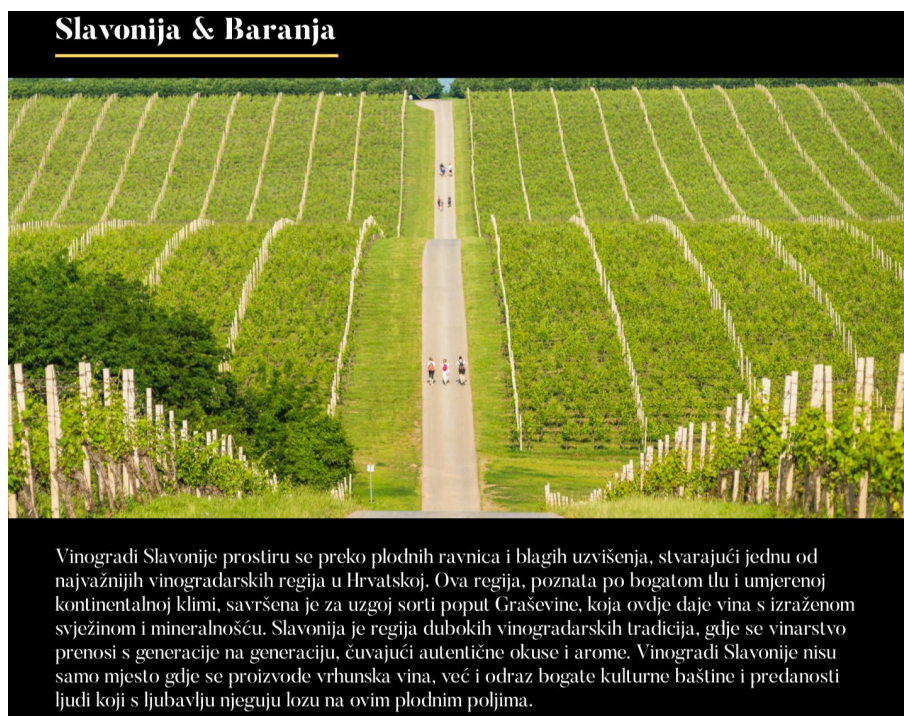 Slavonija & Baranja
Vinogradi Slavonije prostiru se preko plodnih ravnica i blagih uzvišenja, stvarajući jednu od
najvažnijih vinogradarskih regija u Hrvatskoj. Ova regija, poznata po bogatom tlu i umjerenoj
kontinentalnoj klimi, savršena je za uzgoj sorti poput Graševine, koja ovdje daje vina s izraženom
svježinom i mineralnošću. Slavonija je regija dubokih vinogradarskih tradicija, gdje se vinarstvo
prenosi s generacije na generaciju, čuvajući autentične okuse i arome. Vinogradi Slavonije nisu
samo mjesto gdje se proizvode vrhunska vina, već i odraz bogate kulturne baštine i predanosti
ljudi koji s ljubavlju njeguju lozu na ovim plodnim poljima.